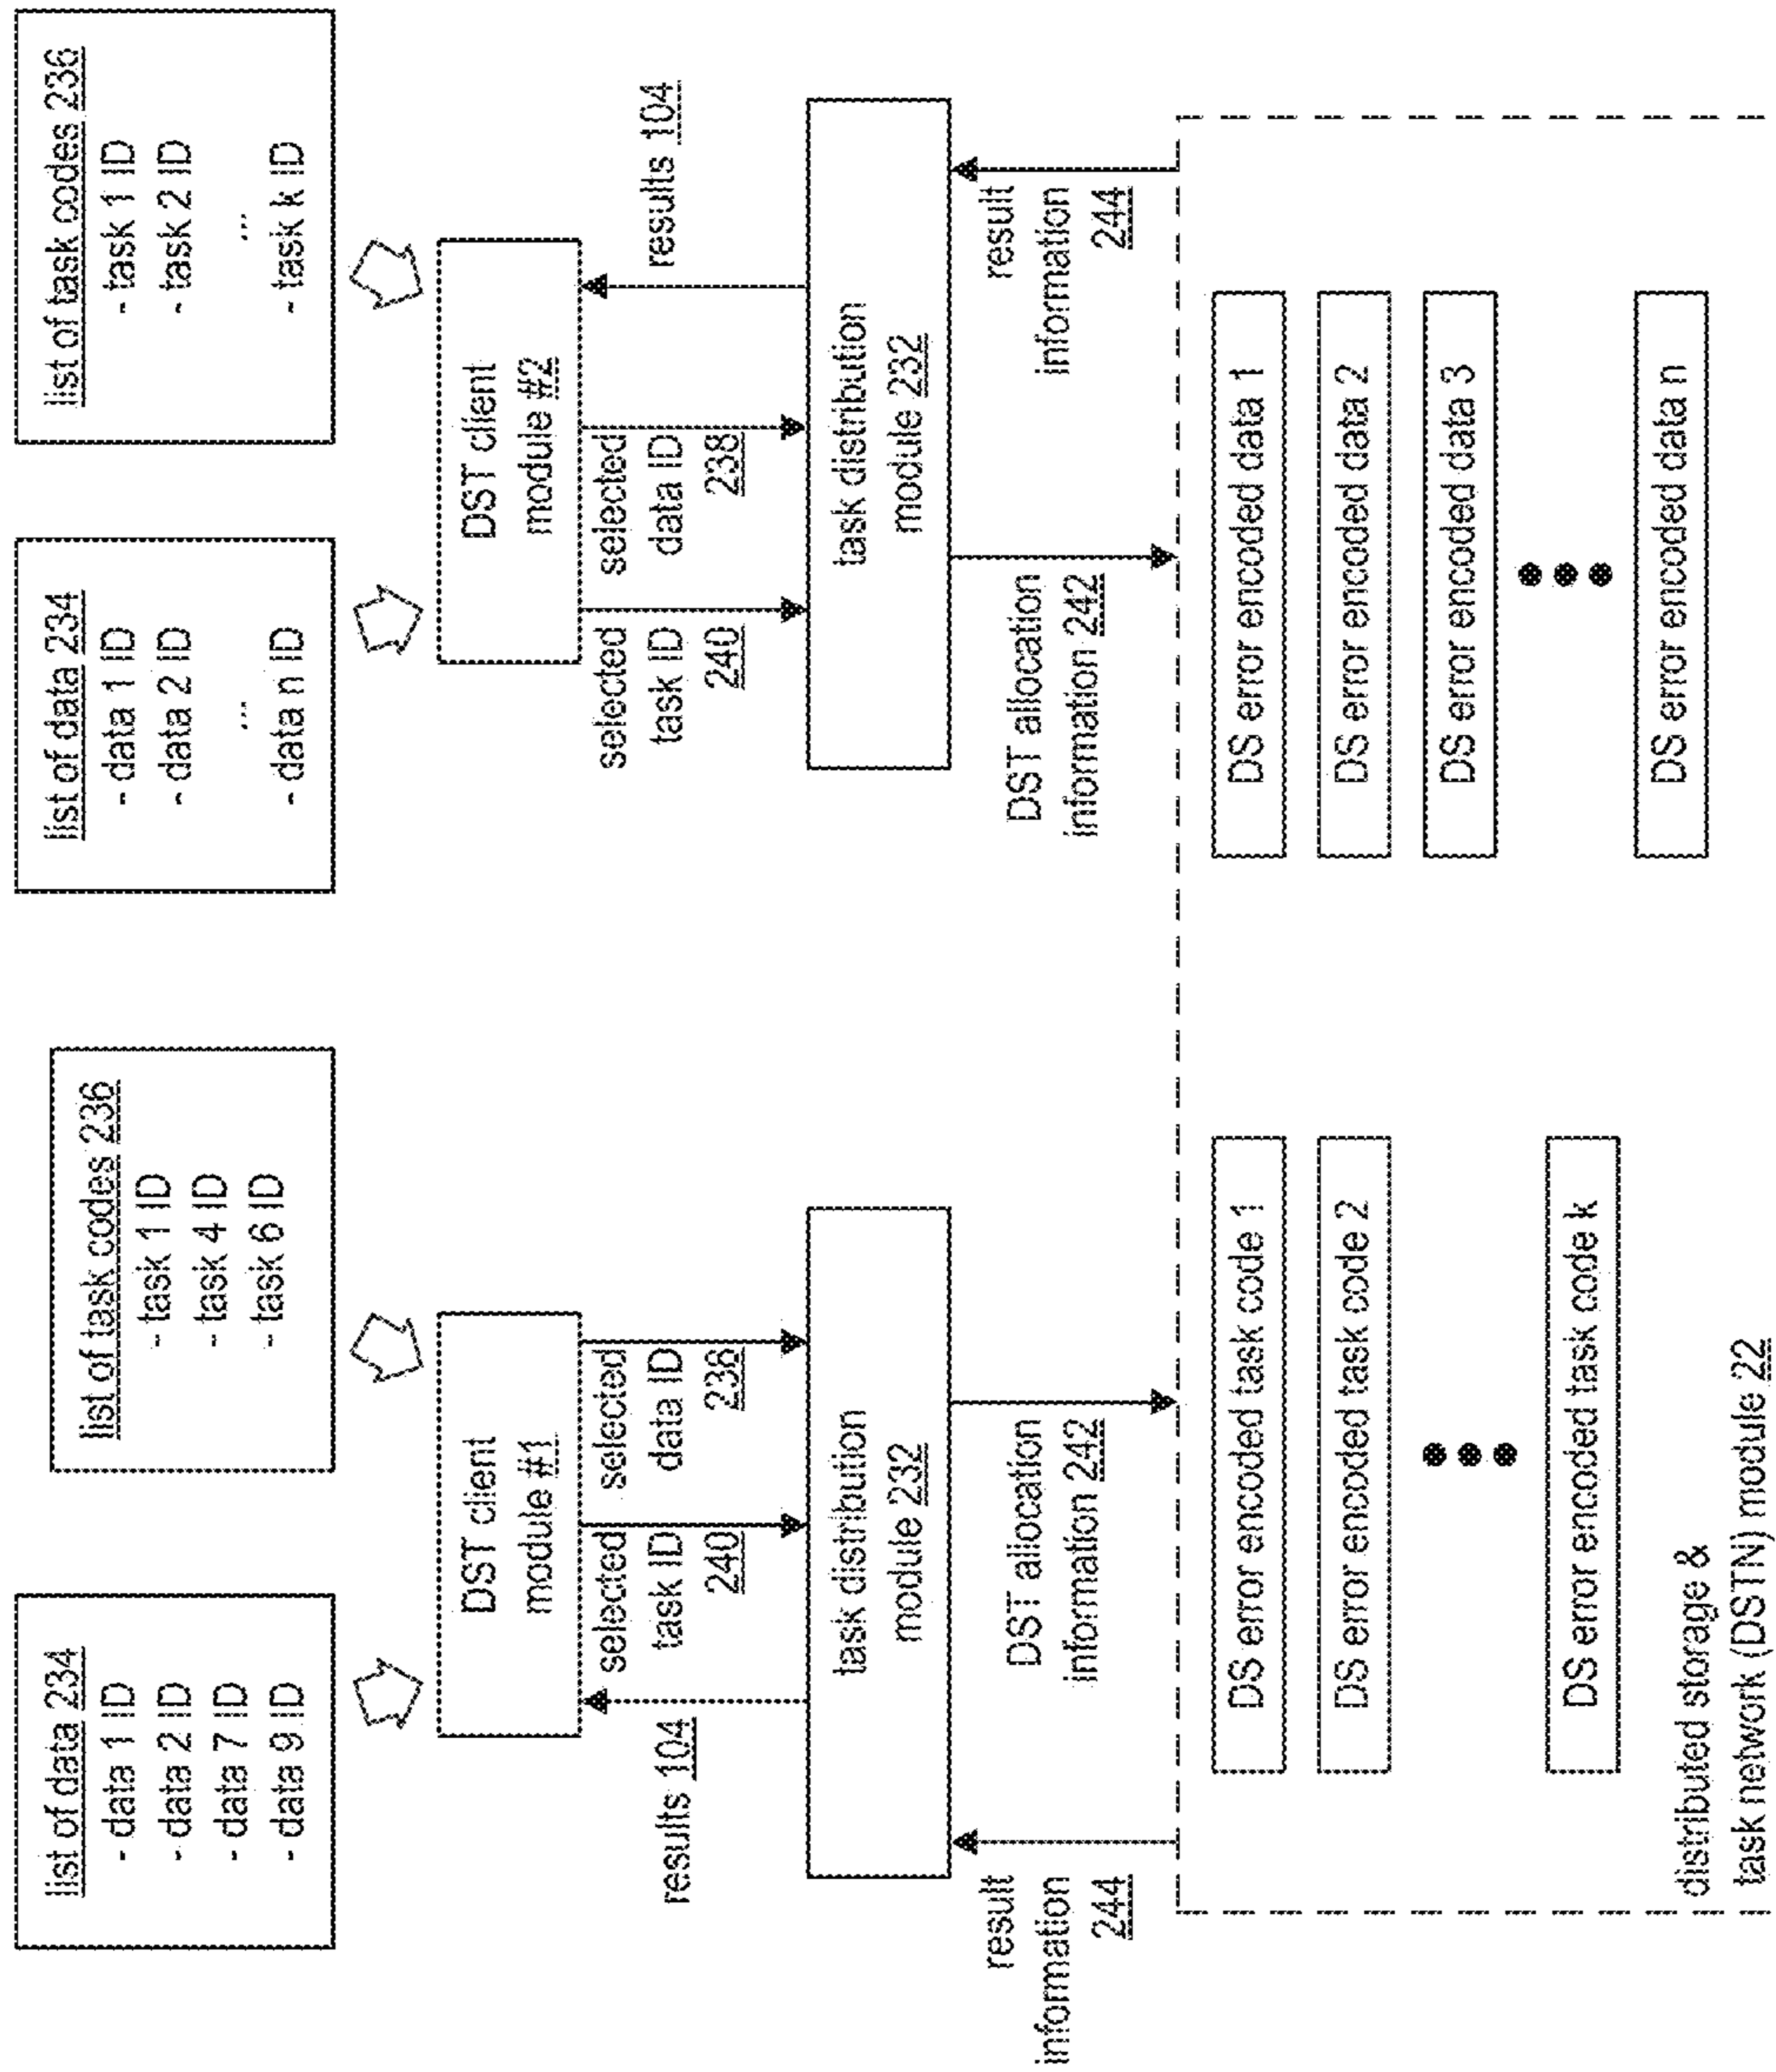 list of data 234
- data 1 ID
- data 2 ID
- data 7 ID
- data 9 ID
list of task codes 236
- task 1 ID
- task 4 ID
- task 6 ID
list of data 234
- data 1 ID
- data 2 ID
...
- data n ID
list of task codes 236
- task 1 ID
- task 2 ID
...
- task k ID
DST client
module #1
DST client
module #2
results 104
selected
task ID
240
selected
data ID
238
selected
task ID
240
selected
data ID
238
results 104
task distribution
module 232
task distribution
module 232
result
information
244
DST allocation
information 242
DST allocation
information 242
result
information
244
DS error encoded task code 1
DS error encoded task code 2
DS error encoded task code k
DS error encoded data 1
DS error encoded data 2
DS error encoded data 3
DS error encoded data n
distributed storage &
task network (DSTN) module 22